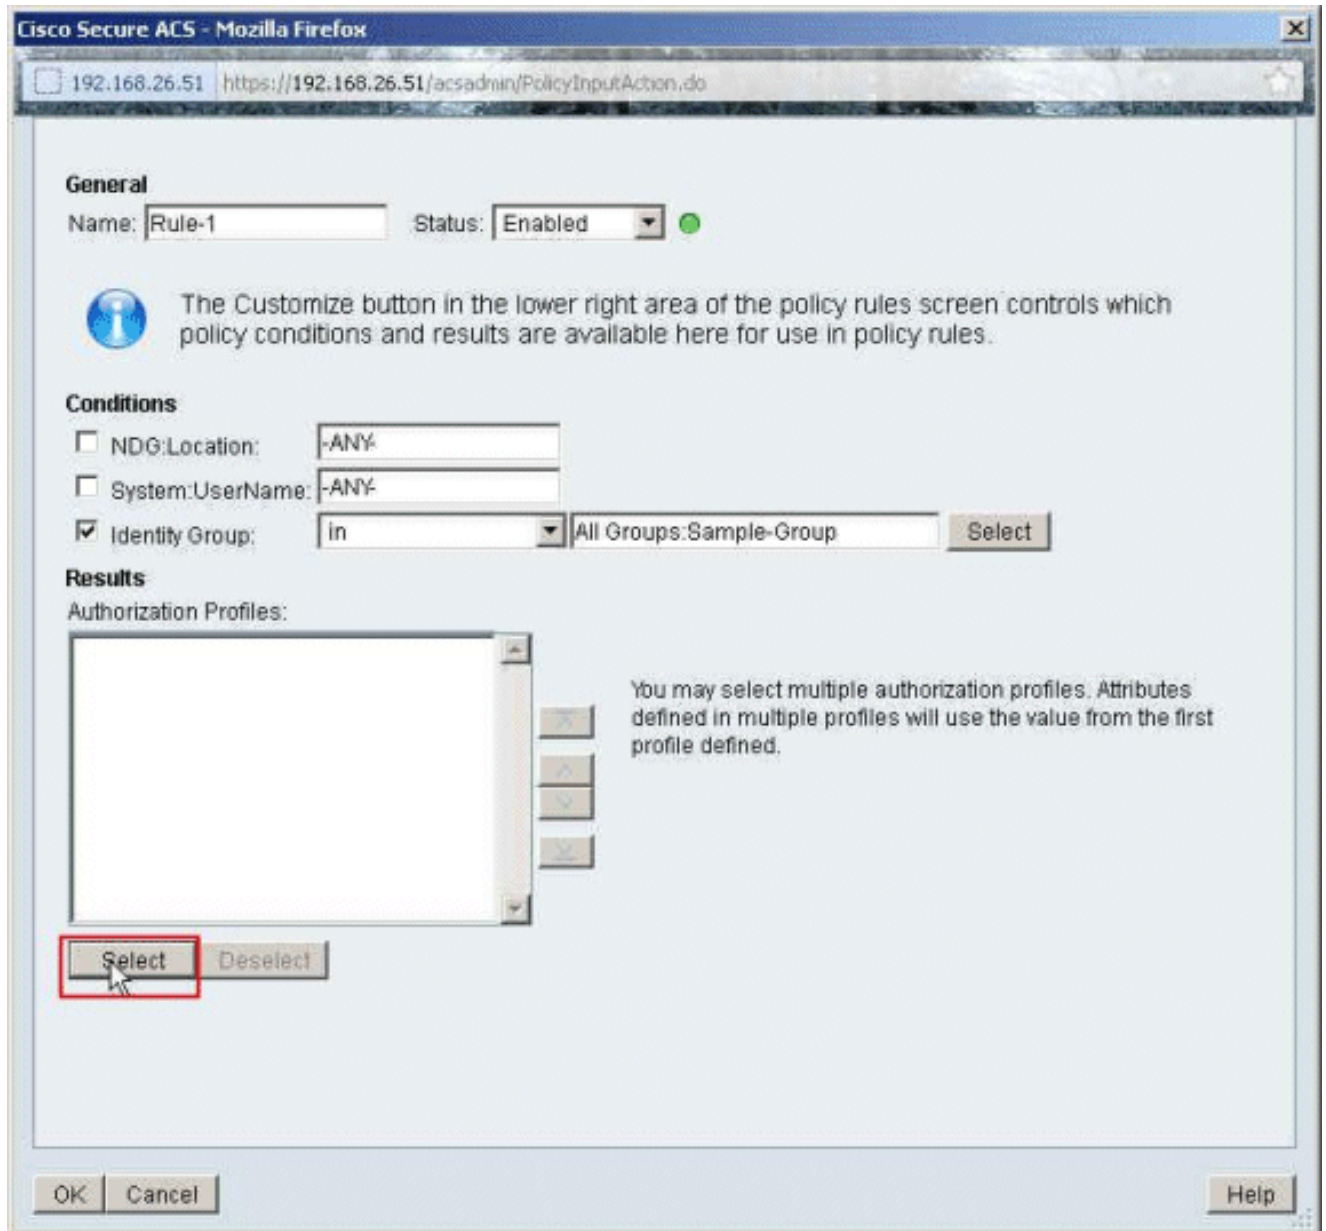 Cisco Secure ACS - Mozilla Firefox
192.168.26.51 https://192.168.26.51/acsadmin/PolicyInputAction.do
General
Name: Rule-1 Status: Enabled
The Customize button in the lower right area of the policy rules screen controls which
policy conditions and results are available here for use in policy rules.
Conditions
NDG:Location: -ANY-
System:UserName: -ANY-
Identity Group: in All Groups:Sample-Group Select
Results
Authorization Profiles:
You may select multiple authorization profiles. Attributes
defined in multiple profiles will use the value from the first
profile defined.
Select Deselect
OK Cancel Help